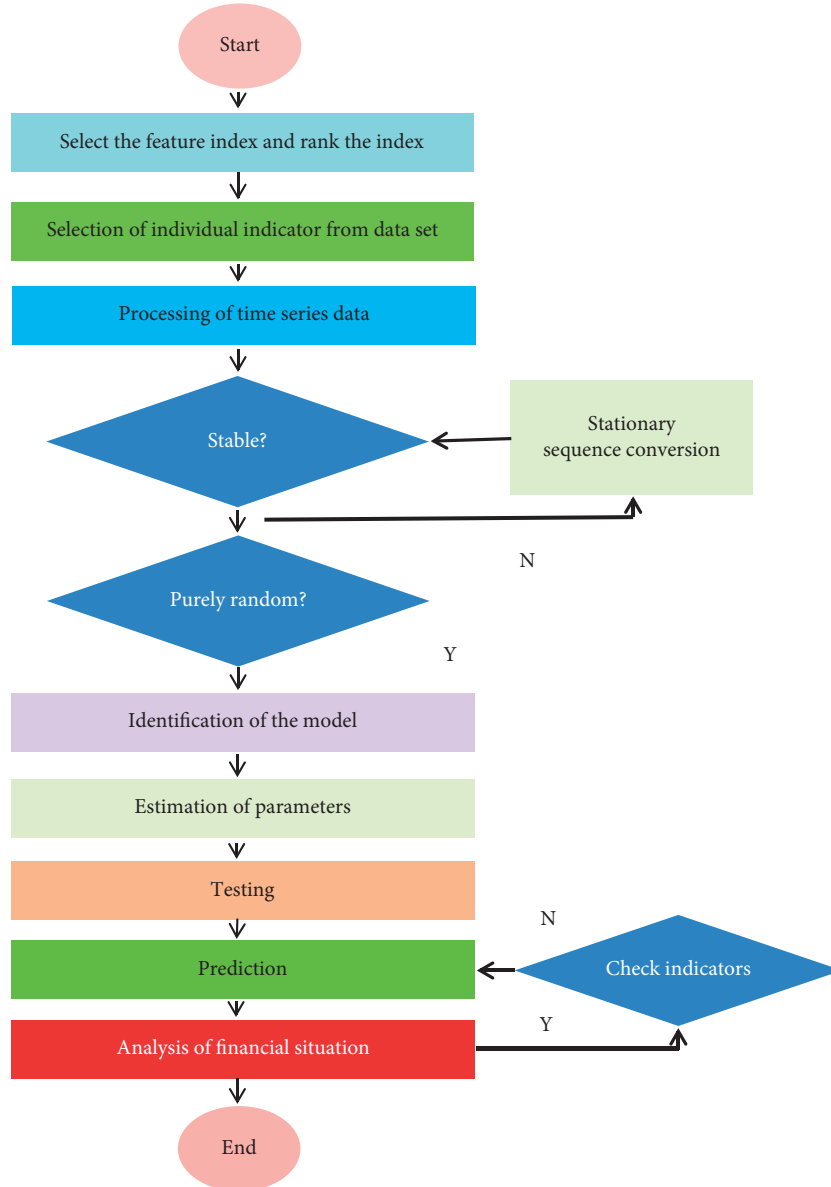 Start
Select the feature index and rank the index
Selection of individual indicator from data set
Processing of time series data
Stable?
Stationary
sequence conversion
N
Purely random?
Y
Identification of the model
Estimation of parameters
Testing
N
Prediction
Check indicators
Y
Analysis of financial situation
End